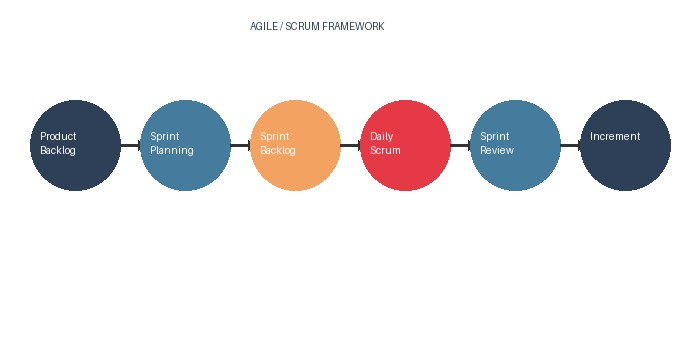 AGILE / SCRUM FRAMEWORK
Product
Backlog
Sprint
Planning
Sprint
Backlog
Daily
Scrum
Sprint
Review
Increment